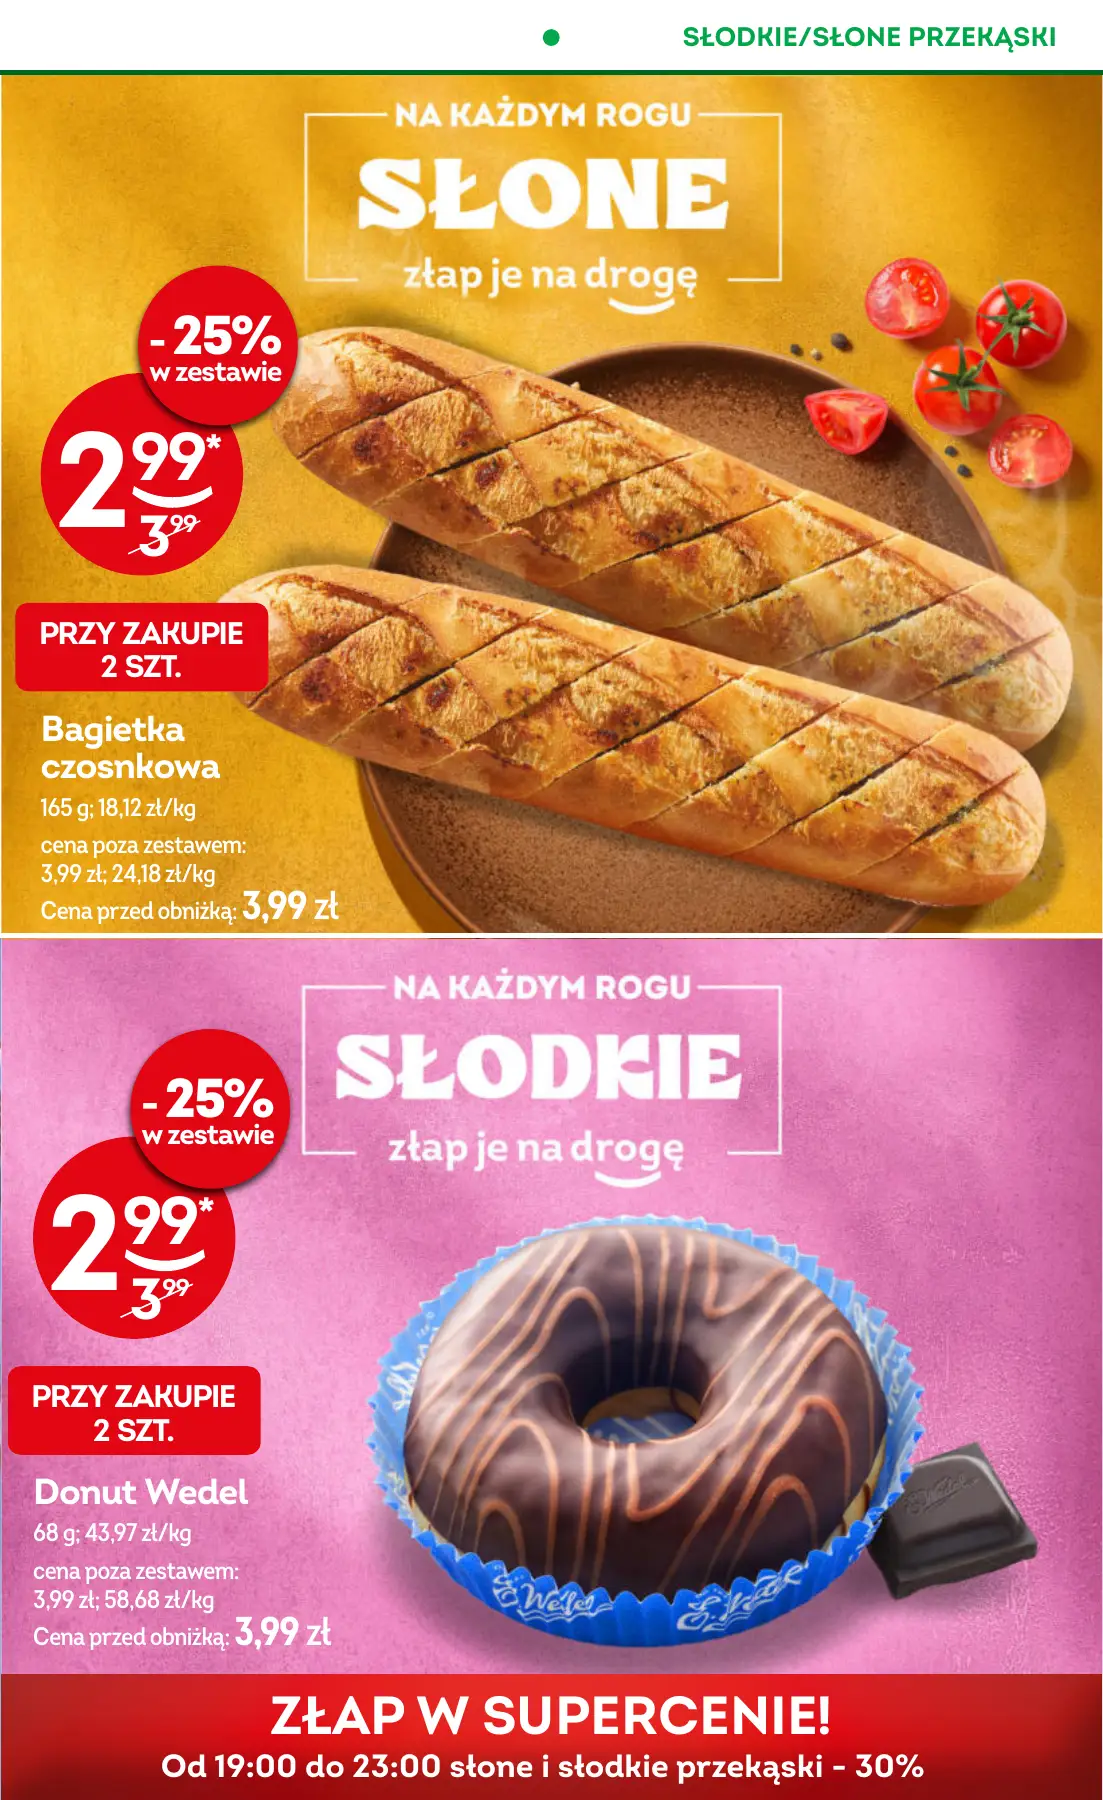 SŁODKIE/SŁONE PRZEKĄSKI
NA KAŻDYM ROGU
SŁONE
złap je na drogę
- 25%
w zestawie
2 99*
3 99
PRZY ZAKUPIE
2 SZT.
Bagietka
czosnkowa
165 g; 18,12 zł/kg
cena poza zestawem:
3,99 zł; 24,18 zł/kg
Cena przed obniżką: 3,99 zł
NA KAŻDYM ROGU
SŁODKIE
złap je na drogę
- 25%
w zestawie
2 99*
3 99
PRZY ZAKUPIE
2 SZT.
Donut Wedel
68 g; 43,97 zł/kg
cena poza zestawem:
3,99 zł; 58,68 zł/kg
Cena przed obniżką: 3,99 zł
E. Wedel
E. Wedel
E. Wedel
ZŁAP W SUPERCENIE!
Od 19:00 do 23:00 słone i słodkie przekąski - 30%